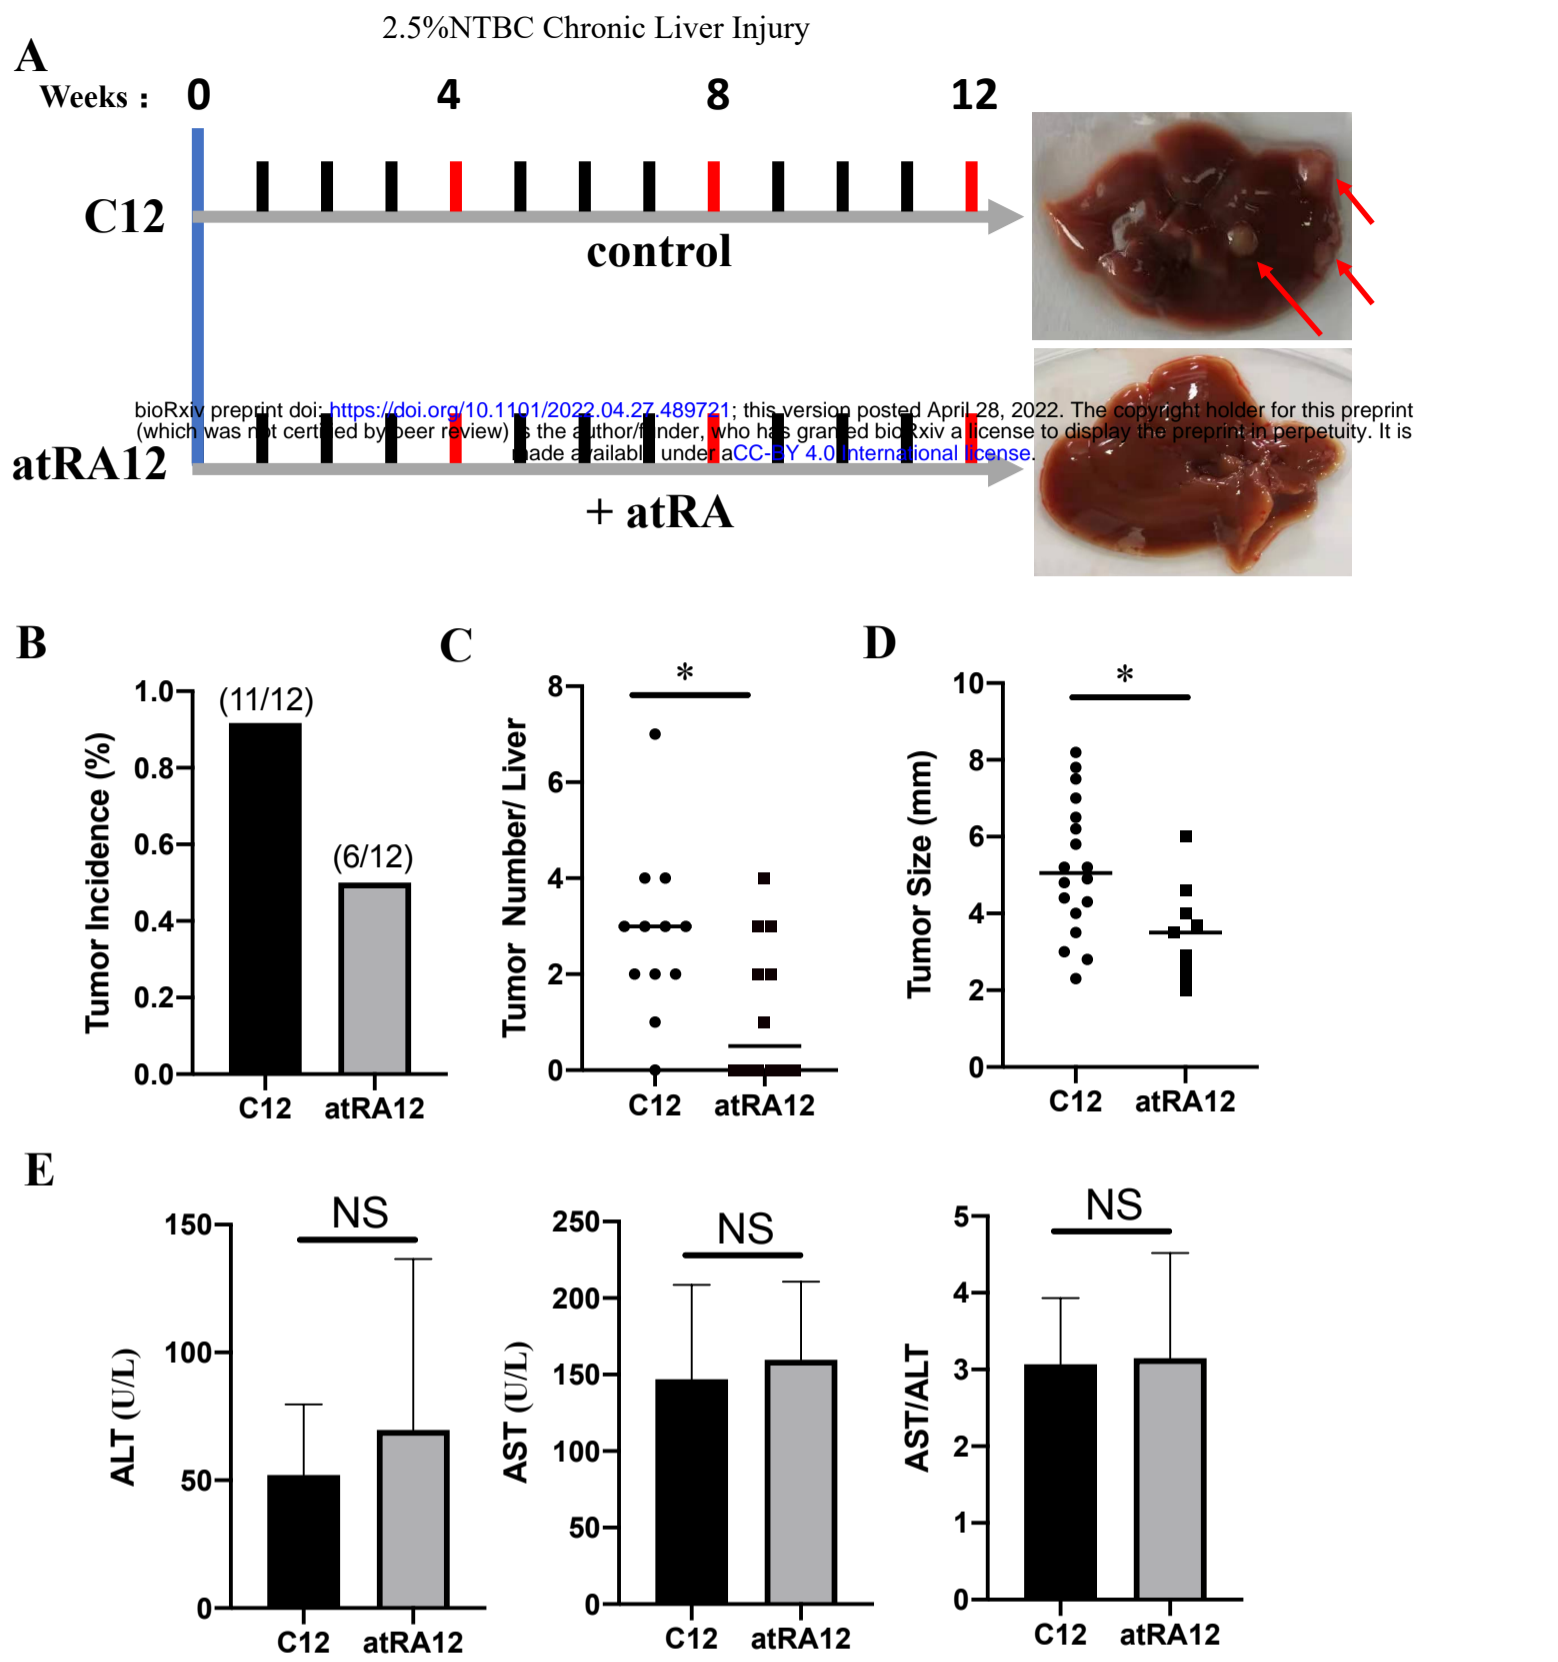 2.5%NTBC Chronic Liver Injury
A
Weeks : 0 4 8 12
C12
control
bioRxiv preprint doi: https://doi.org/10.1101/2022.04.27.489721; this version posted April 28, 2022. The copyright holder for this preprint
(which was not certified by peer review) is the author/funder, who has granted bioRxiv a license to display the preprint in perpetuity. It is
made available under aCC-BY 4.0 International license.
atRA12
+ atRA
B
Tumor Incidence (%)
1.0
0.8
0.6
0.4
0.2
0.0
(11/12)
(6/12)
C12 atRA12
C
Tumor Number/ Liver
8
6
4
2
0
*
C12 atRA12
D
Tumor Size (mm)
10
8
6
4
2
0
*
C12 atRA12
E
ALT (U/L)
150
100
50
0
NS
C12 atRA12
AST (U/L)
250
200
150
100
50
0
NS
C12 atRA12
AST/ALT
5
4
3
2
1
0
NS
C12 atRA12